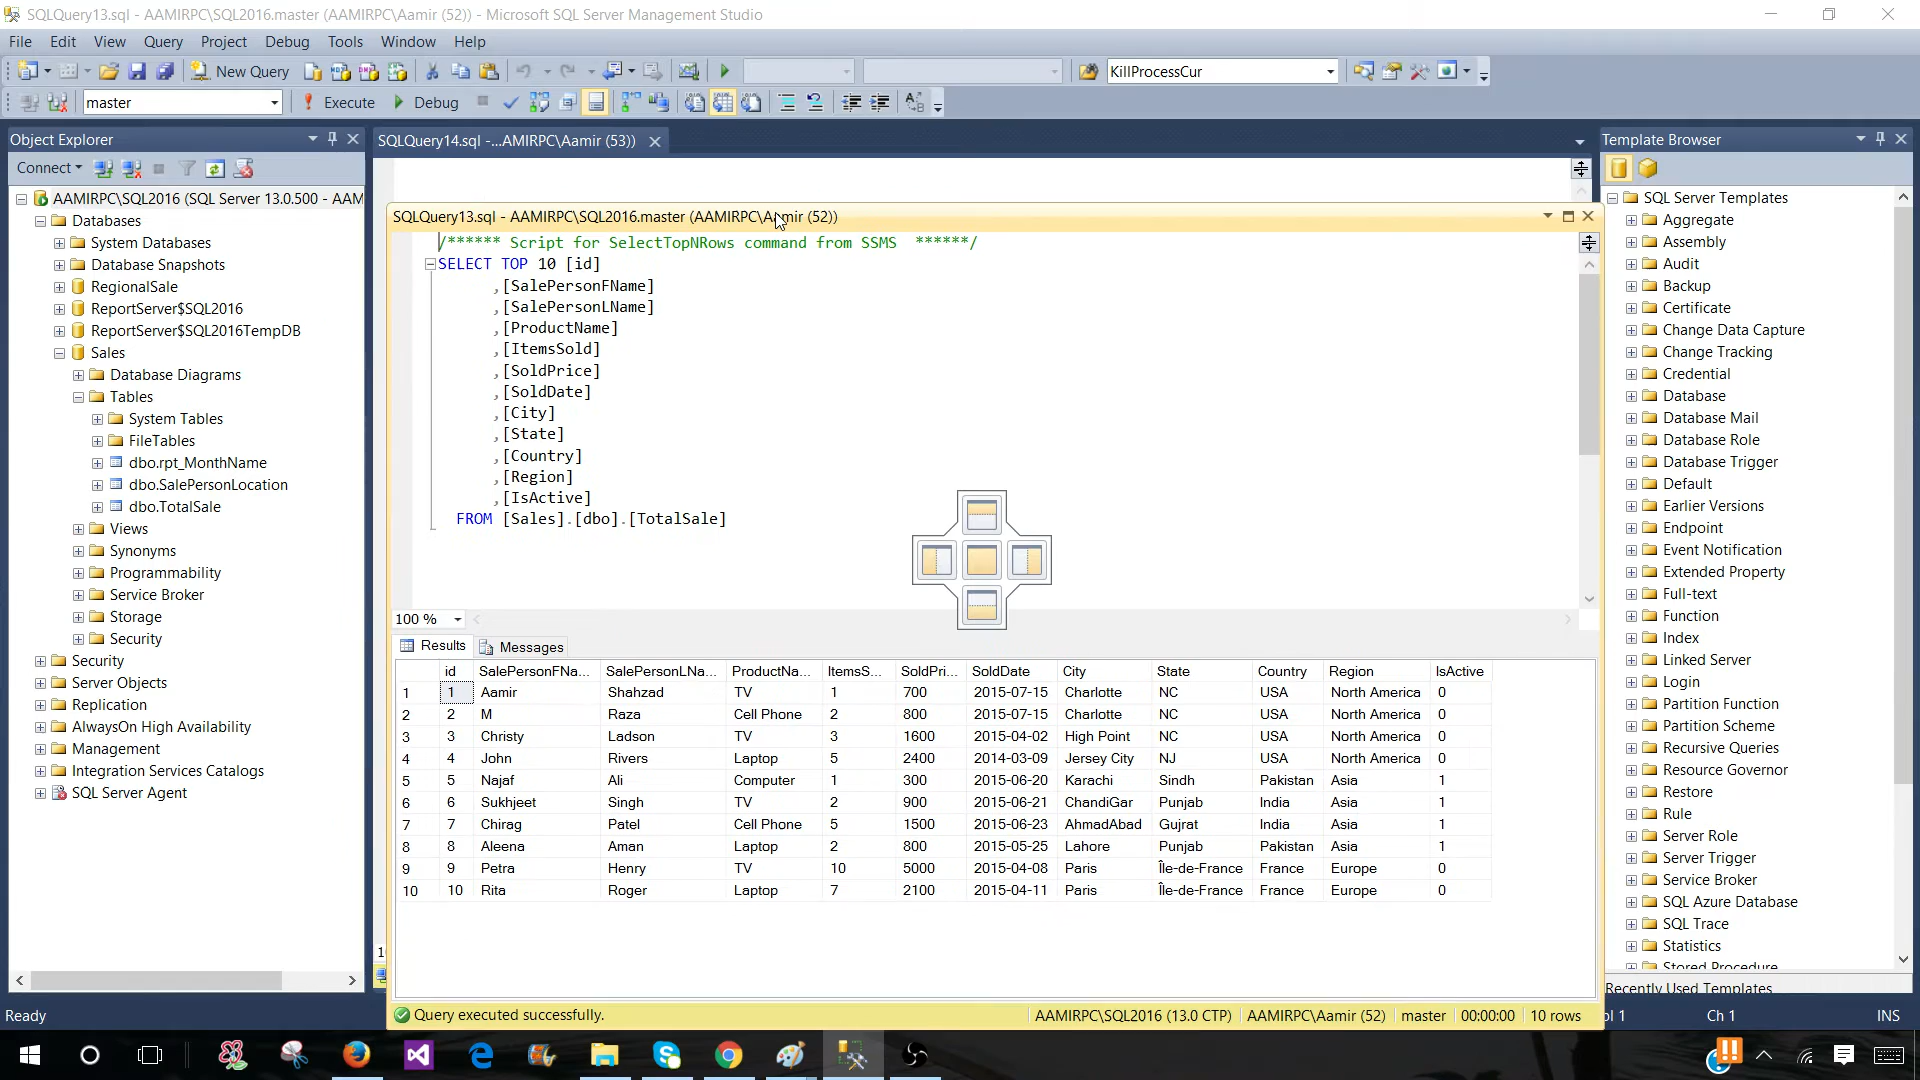 SQLQuery13.sql - AAMIRPC\SQL2016.master (AAMIRPC\Aamir (52)) - Microsoft SQL Server Management Studio
File Edit View Query Project Debug Tools Window Help
New Query KillProcessCur
master Execute Debug
Object Explorer
Connect
AAMIRPC\SQL2016 (SQL Server 13.0.500 - AAM
Databases
System Databases
Database Snapshots
RegionalSale
ReportServer$SQL2016
ReportServer$SQL2016TempDB
Sales
Database Diagrams
Tables
System Tables
FileTables
dbo.rpt_MonthName
dbo.SalePersonLocation
dbo.TotalSale
Views
Synonyms
Programmability
Service Broker
Storage
Security
Security
Server Objects
Replication
AlwaysOn High Availability
Management
Integration Services Catalogs
SQL Server Agent
SQLQuery14.sql -...AMIRPC\Aamir (53))
SQLQuery13.sql - AAMIRPC\SQL2016.master (AAMIRPC\Aamir (52))
/****** Script for SelectTopNRows command from SSMS  ******/
SELECT TOP 10 [id]
,[SalePersonFName]
,[SalePersonLName]
,[ProductName]
,[ItemsSold]
,[SoldPrice]
,[SoldDate]
,[City]
,[State]
,[Country]
,[Region]
,[IsActive]
FROM [Sales].[dbo].[TotalSale]
100 %
Results Messages
id SalePersonFNa... SalePersonLNa... ProductNa... ItemsS... SoldPri... SoldDate City State Country Region IsActive
1 1 Aamir Shahzad TV 1 700 2015-07-15 Charlotte NC USA North America 0
2 2 M Raza Cell Phone 2 800 2015-07-15 Charlotte NC USA North America 0
3 3 Christy Ladson TV 3 1600 2015-04-02 High Point NC USA North America 0
4 4 John Rivers Laptop 5 2400 2014-03-09 Jersey City NJ USA North America 0
5 5 Najaf Ali Computer 1 300 2015-06-20 Karachi Sindh Pakistan Asia 1
6 6 Sukhjeet Singh TV 2 900 2015-06-21 ChandiGar Punjab India Asia 1
7 7 Chirag Patel Cell Phone 5 1500 2015-06-23 AhmadAbad Gujrat India Asia 1
8 8 Aleena Aman Laptop 2 800 2015-05-25 Lahore Punjab Pakistan Asia 1
9 9 Petra Henry TV 10 5000 2015-04-08 Paris Île-de-France France Europe 0
10 10 Rita Roger Laptop 7 2100 2015-04-11 Paris Île-de-France France Europe 0
Query executed successfully. AAMIRPC\SQL2016 (13.0 CTP) AAMIRPC\Aamir (52) master 00:00:00 10 rows
Template Browser
SQL Server Templates
Aggregate
Assembly
Audit
Backup
Certificate
Change Data Capture
Change Tracking
Credential
Database
Database Mail
Database Role
Database Trigger
Default
Earlier Versions
Endpoint
Event Notification
Extended Property
Full-text
Function
Index
Linked Server
Login
Partition Function
Partition Scheme
Recursive Queries
Resource Governor
Restore
Rule
Server Role
Server Trigger
Service Broker
SQL Azure Database
SQL Trace
Statistics
Stored Procedure
Recently Used Templates
Ready Ch 1 INS